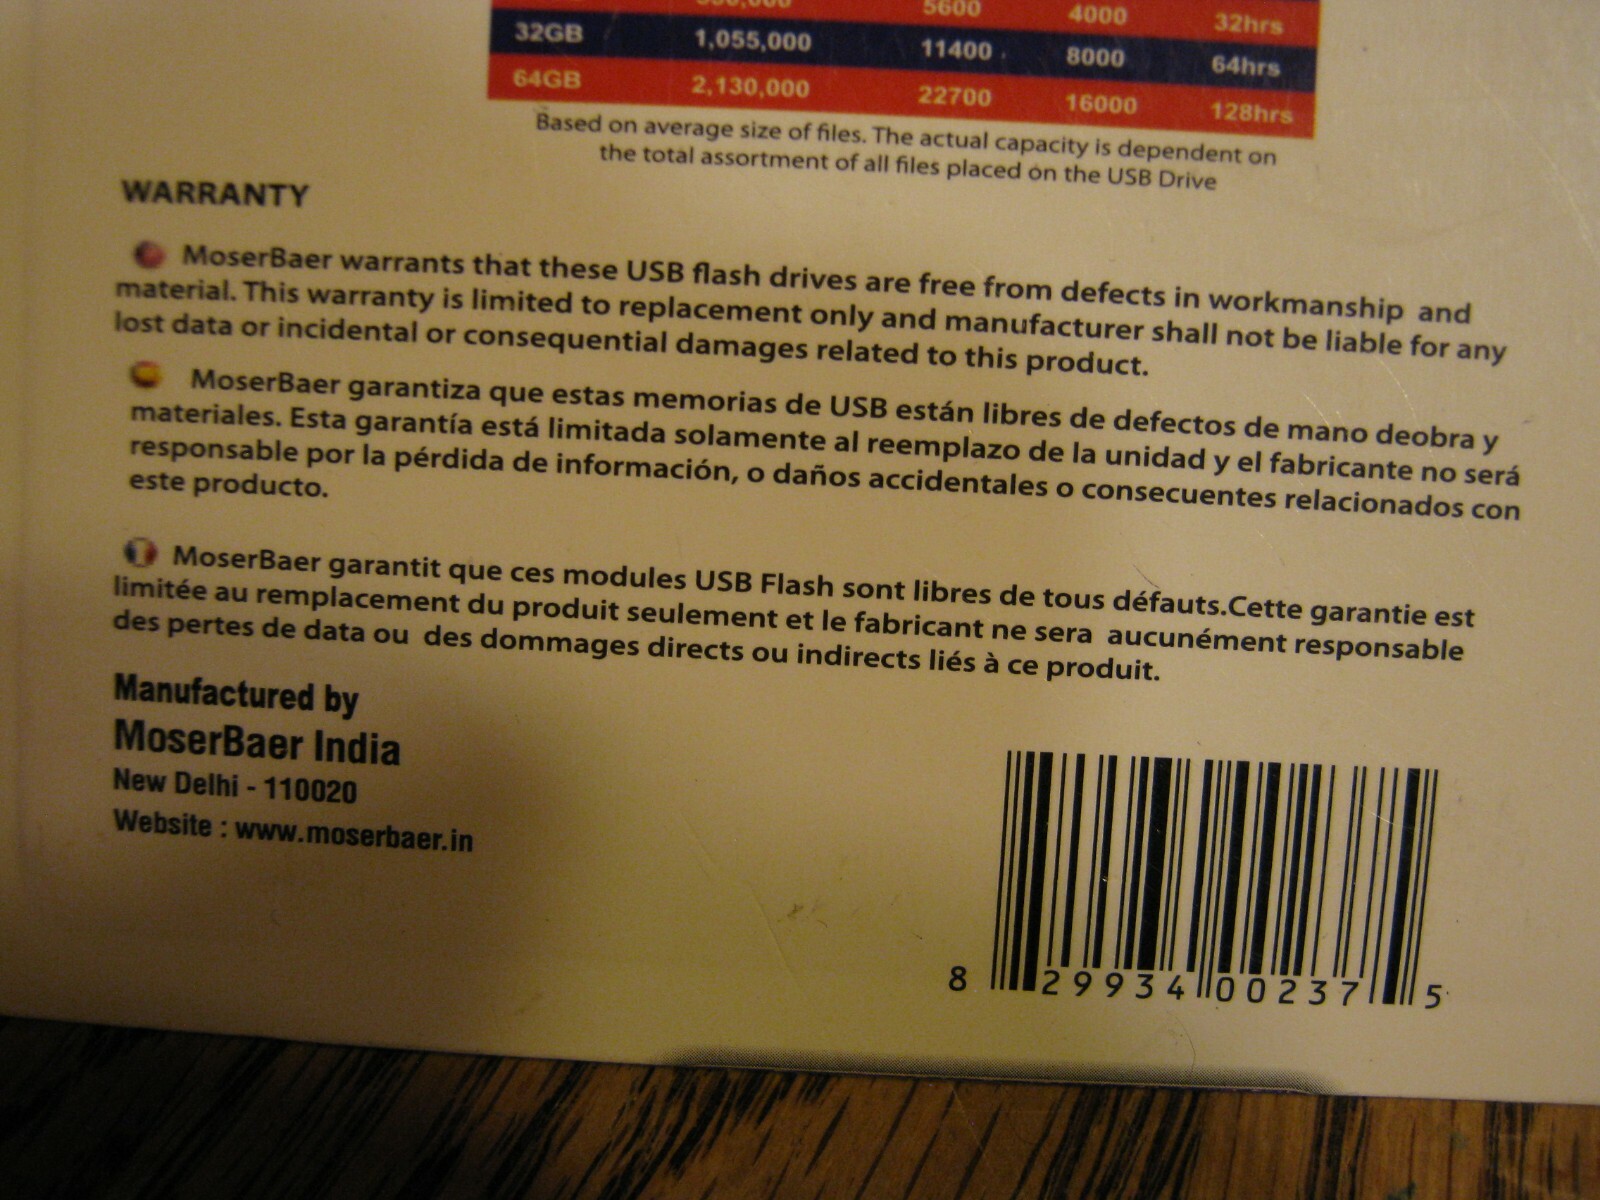 5600 4000 32hrs
32GB 1,055,000 11400 8000 64hrs
64GB 2,130,000 22700 16000 128hrs
Based on average size of files. The actual capacity is dependent on
the total assortment of all files placed on the USB Drive
WARRANTY
MoserBaer warrants that these USB flash drives are free from defects in workmanship and
material. This warranty is limited to replacement only and manufacturer shall not be liable for any
lost data or incidental or consequential damages related to this product.
MoserBaer garantiza que estas memorias de USB están libres de defectos de mano deobra y
materiales. Esta garantía está limitada solamente al reemplazo de la unidad y el fabricante no será
responsable por la pérdida de información, o daños accidentales o consecuentes relacionados con
este producto.
MoserBaer garantit que ces modules USB Flash sont libres de tous défauts.Cette garantie est
limitée au remplacement du produit seulement et le fabricant ne sera aucunément responsable
des pertes de data ou des dommages directs ou indirects liés à ce produit.
Manufactured by
MoserBaer India
New Delhi - 110020
Website : www.moserbaer.in
8 29934 00237 5